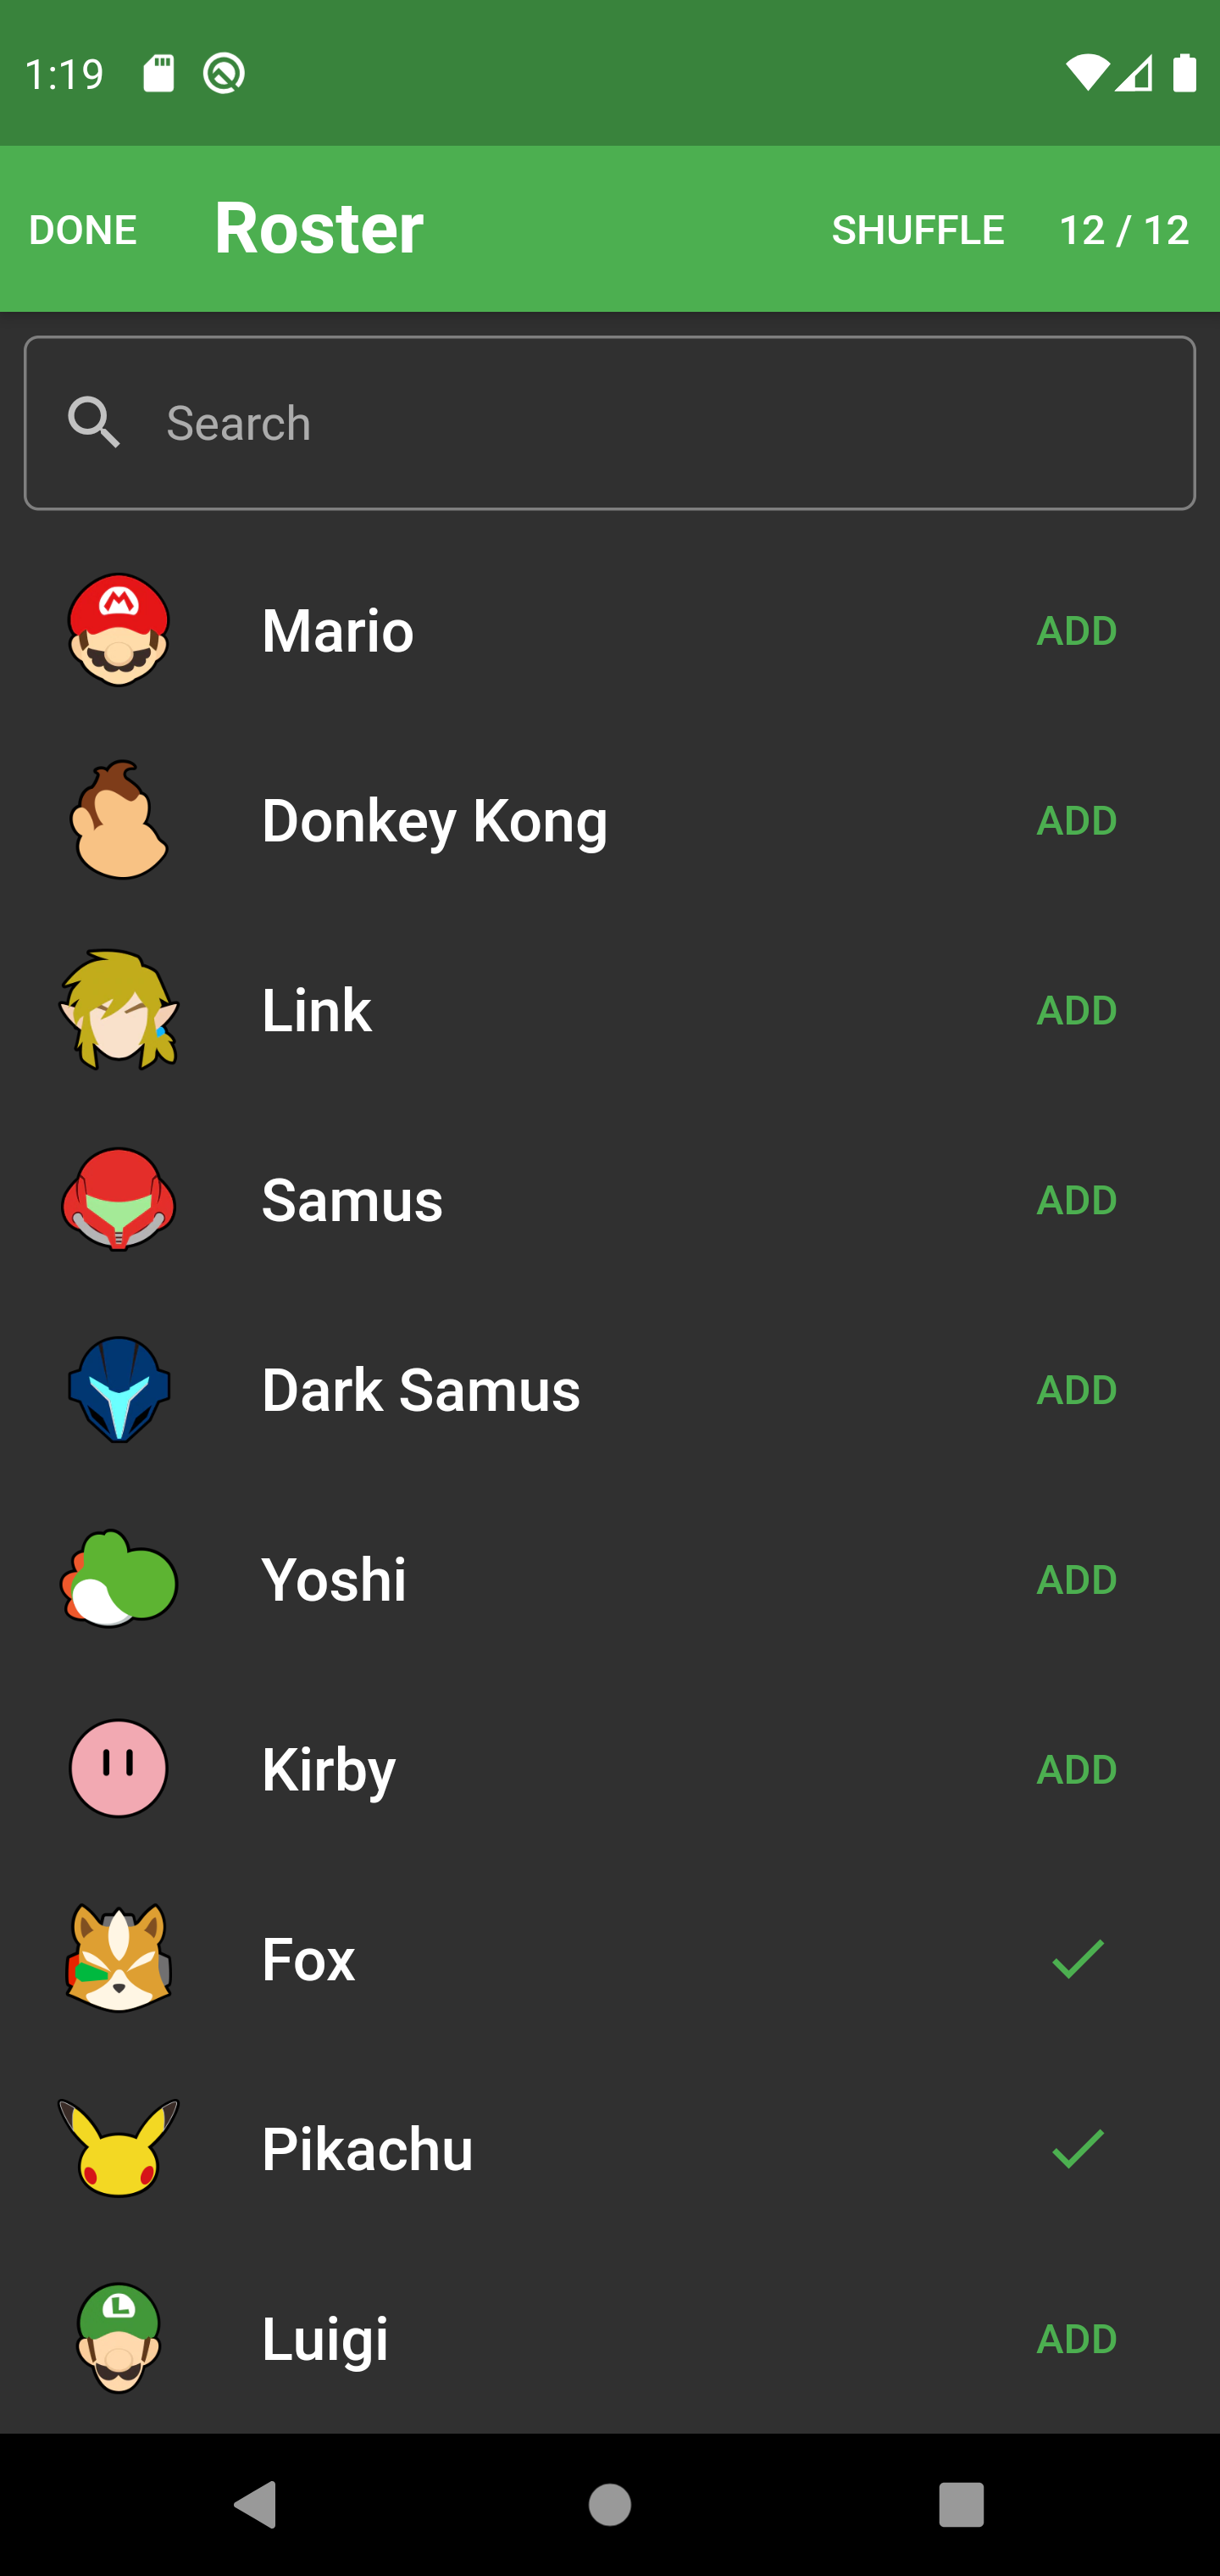 1:19
DONE Roster SHUFFLE 12 / 12
Search
Mario ADD
Donkey Kong ADD
Link ADD
Samus ADD
Dark Samus ADD
Yoshi ADD
Kirby ADD
Fox
Pikachu
Luigi ADD